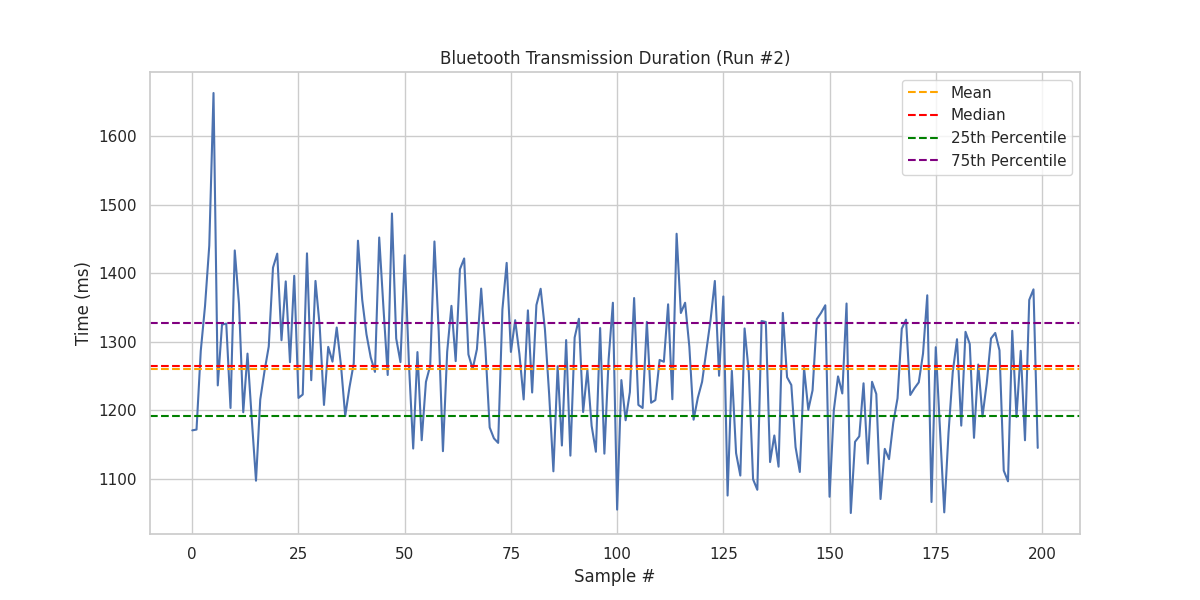 Bluetooth Transmission Duration (Run #2)
Mean
Median
25th Percentile
75th Percentile
Time (ms)
1600
1500
1400
1300
1200
1100
0 25 50 75 100 125 150 175 200
Sample #